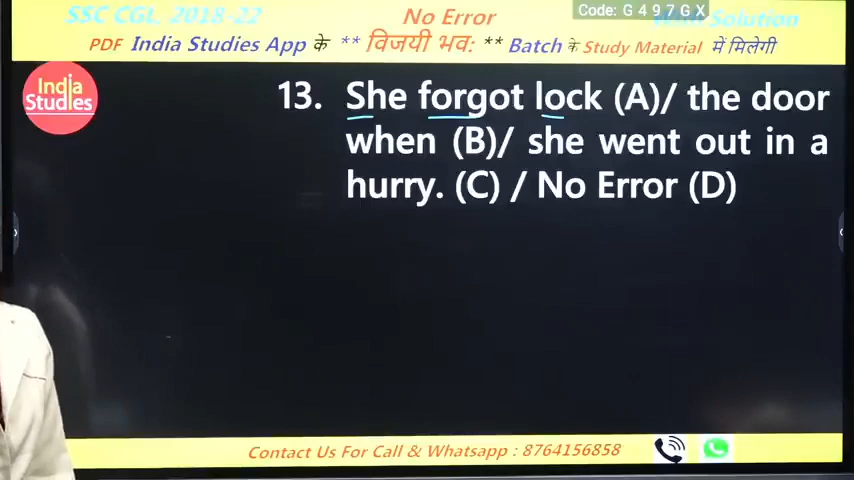 SSC CGL 2018-22
No Error
Code: G 4 9 7 G X
With Solution
PDF India Studies App के ** विजयी भव: ** Batch के Study Material में मिलेगी
India
Studies
13. She forgot lock (A)/ the door
when (B)/ she went out in a
hurry. (C) / No Error (D)
Contact Us For Call & Whatsapp : 8764156858